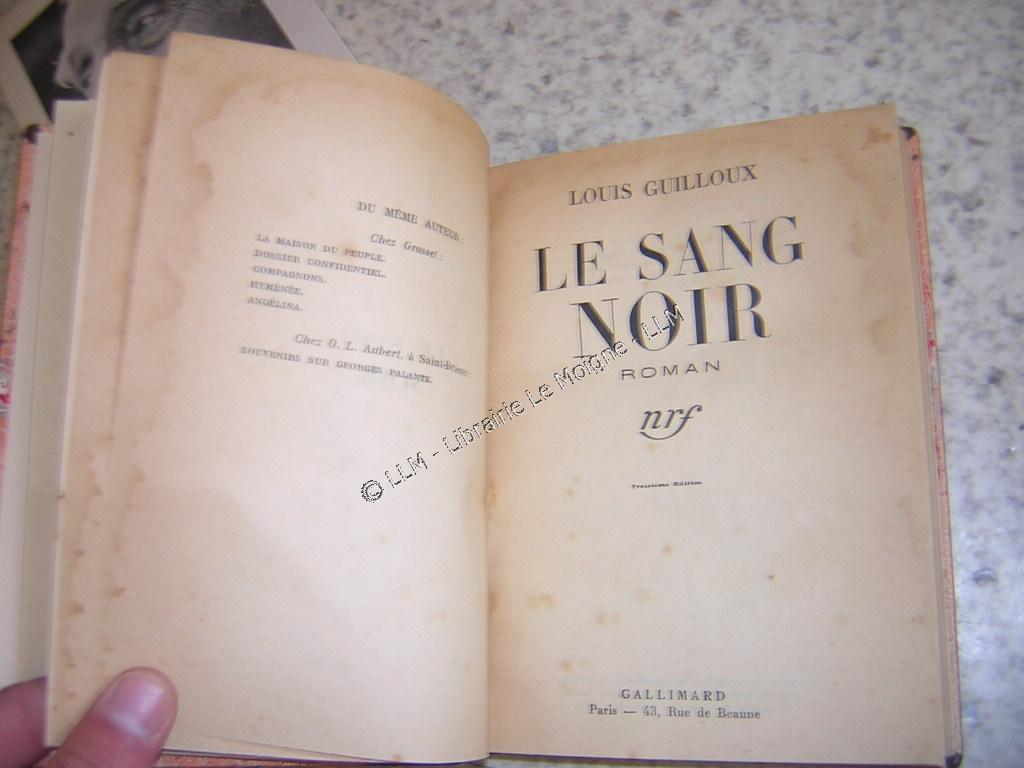 DU MÊME AUTEUR :
Chez Grasset :
LA MAISON DU PEUPLE.
DOSSIER CONFIDENTIEL.
COMPAGNONS.
HYMÉNÉE.
ANGÉLINA.
Chez O. L. Aubert, à Saint-Brieuc :
SOUVENIRS SUR GEORGES PALANTE.
LOUIS GUILLOUX
LE SANG
NOIR
ROMAN
nrf
Troisième Édition
GALLIMARD
Paris — 43, Rue de Beaune
© LLM - Librairie Le Moigne - LLM